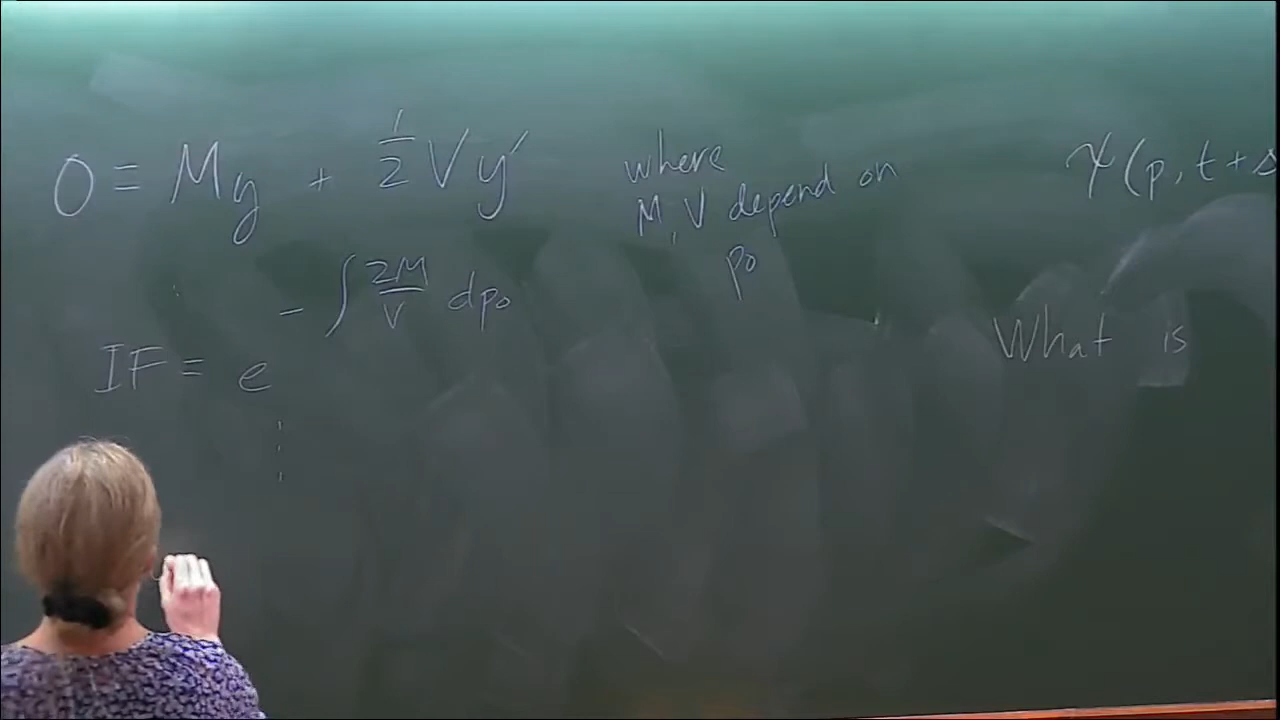 0 = My + 1/2 Vy' where
M, V depend on
p₀
- ∫ 2M/V dp₀
IF = e
⋮
ψ(p, t +
What is